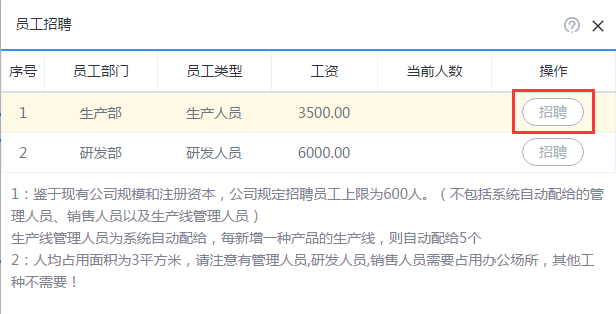 员工招聘
序号 员工部门 员工类型 工资 当前人数 操作
1 生产部 生产人员 3500.00 招聘
2 研发部 研发人员 6000.00 招聘
1：鉴于现有公司规模和注册资本，公司规定招聘员工上限为600人。（不包括系统自动配给的管
理人员、销售人员以及生产线管理人员）
生产线管理人员为系统自动配给，每新增一种产品的生产线，则自动配给5个
2：人均占用面积为3平方米，请注意有管理人员,研发人员,销售人员需要占用办公场所，其他工
种不需要！